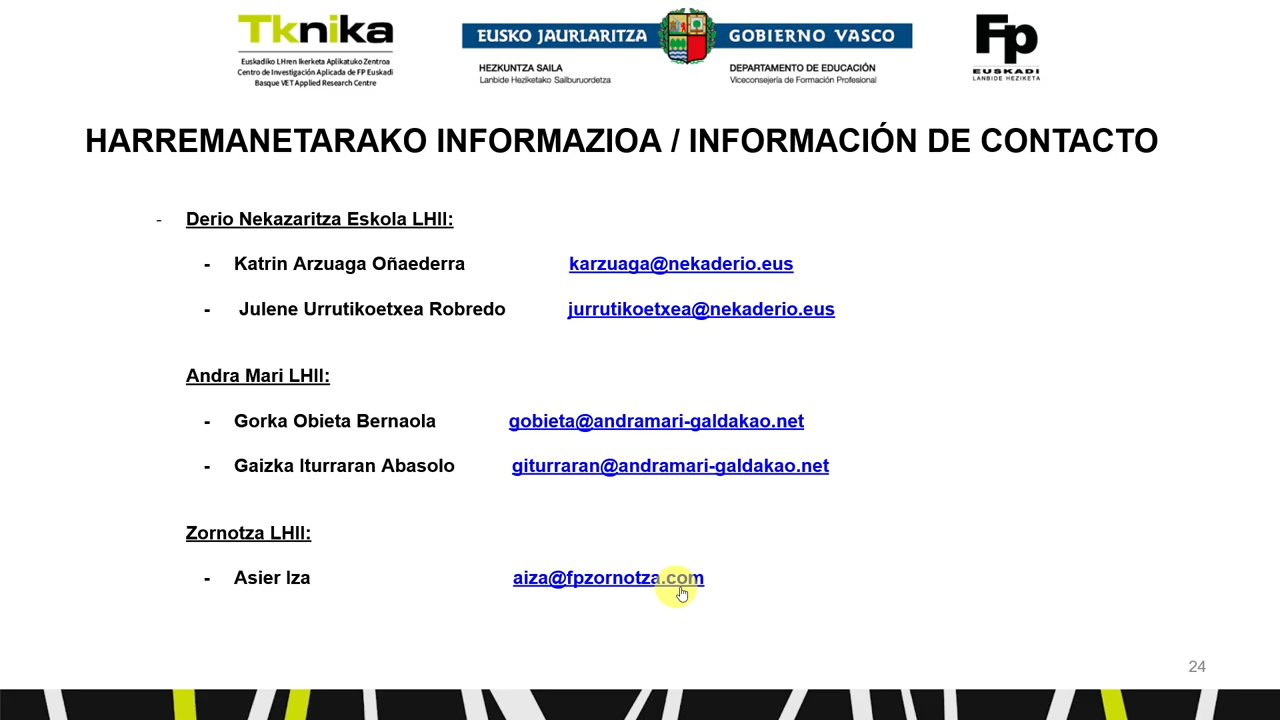 Tknika
Euskadiko LHren Ikerketa Aplikatuko Zentroa
Centro de Investigación Aplicada de FP Euskadi
Basque VET Applied Research Centre
EUSKO JAURLARITZA GOBIERNO VASCO
HEZKUNTZA SAILA
Lanbide Heziketako Sailburuordetza
DEPARTAMENTO DE EDUCACIÓN
Viceconsejería de Formación Profesional
Fp
EUSKADI
LANBIDE HEZIKETA
HARREMANETARAKO INFORMAZIOA / INFORMACIÓN DE CONTACTO
- Derio Nekazaritza Eskola LHII:
- Katrin Arzuaga Oñaederra karzuaga@nekaderio.eus
- Julene Urrutikoetxea Robredo jurrutikoetxea@nekaderio.eus
Andra Mari LHII:
- Gorka Obieta Bernaola gobieta@andramari-galdakao.net
- Gaizka Iturraran Abasolo giturraran@andramari-galdakao.net
Zornotza LHII:
- Asier Iza aiza@fpzornotza.com
24